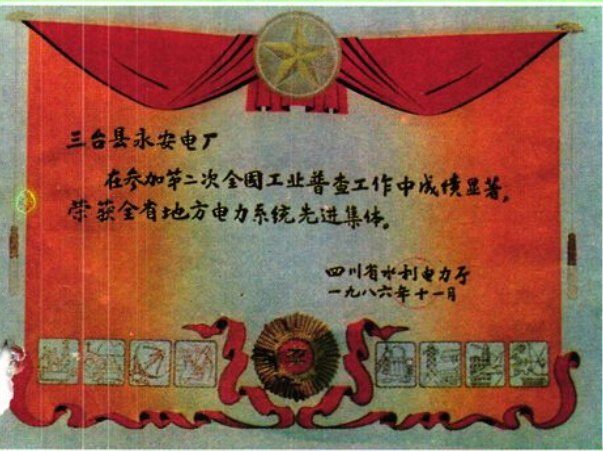 三台县永安电厂
在参加第二次全国工业普查工作中成绩显著,
荣获全省地方电力系统先进集体。
四川省水利电力厅
一九八六年十一月